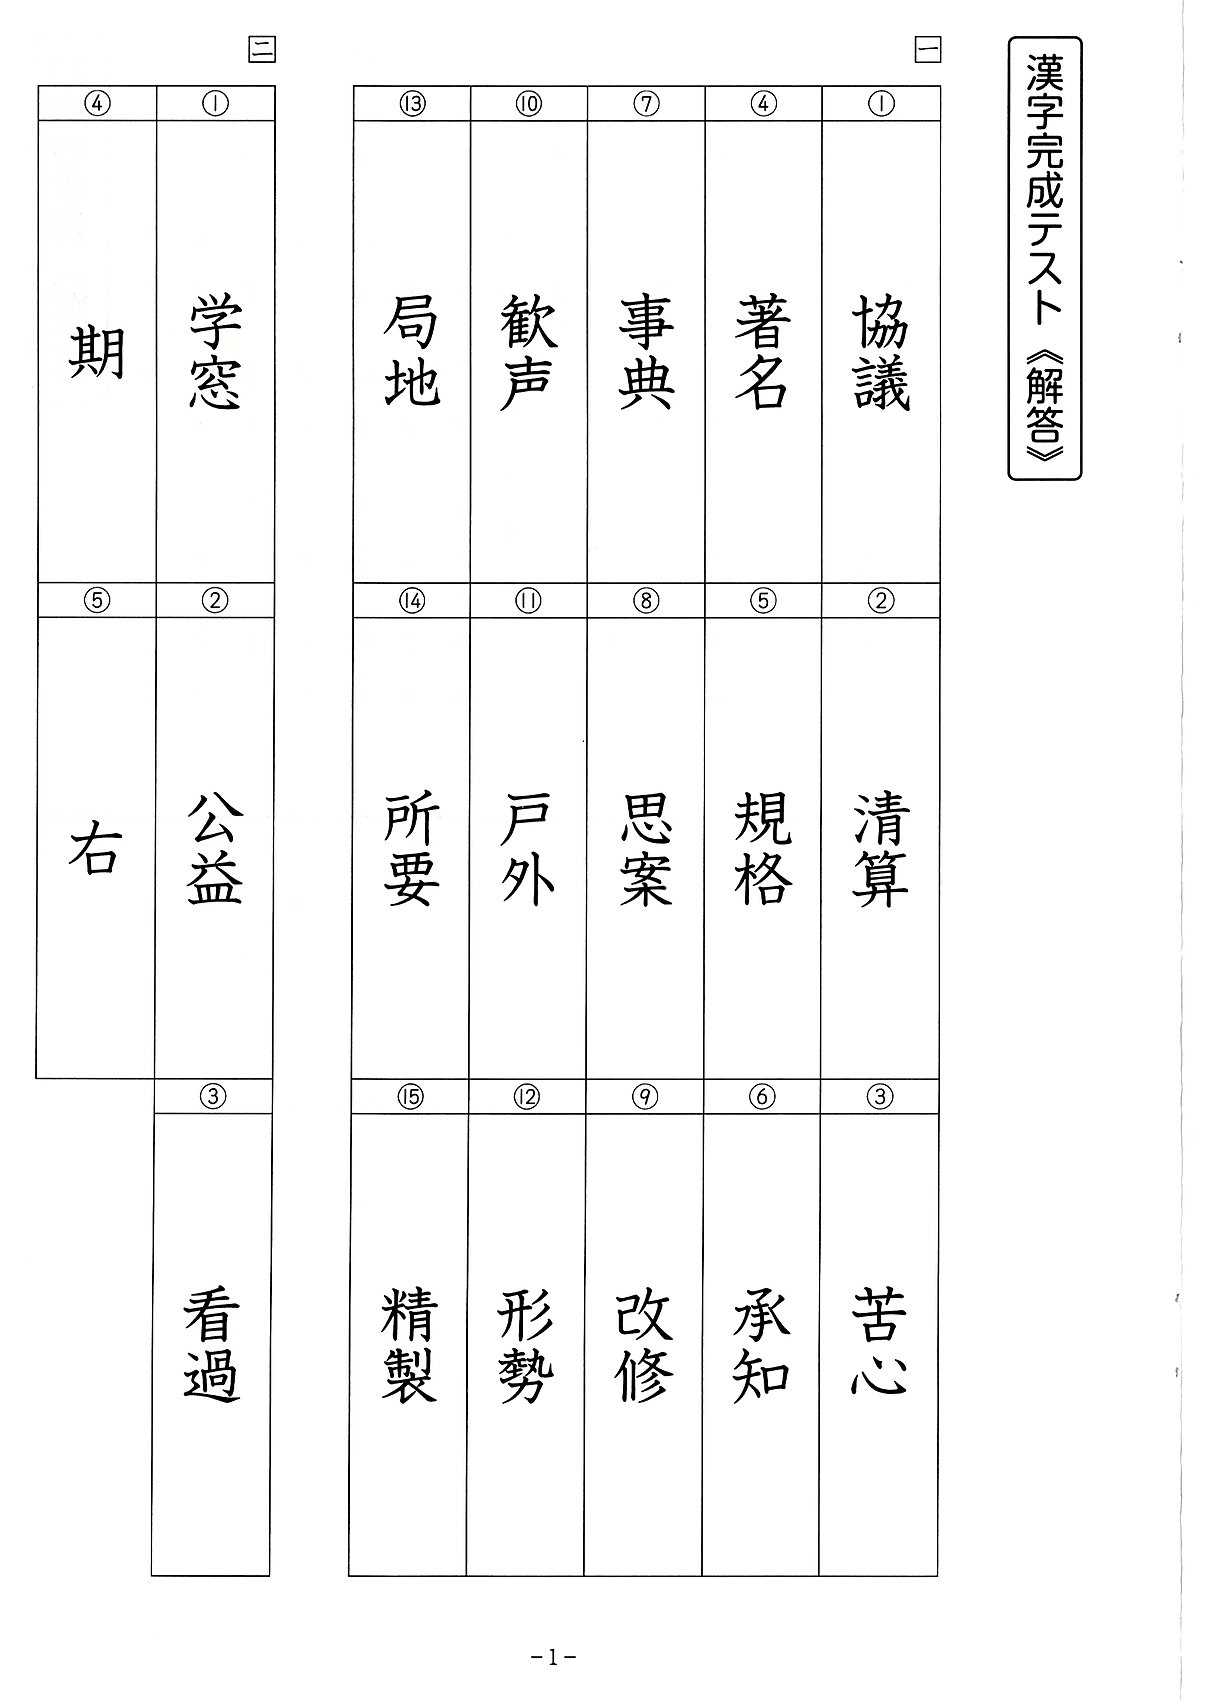 漢字完成テスト《解答》
一
① 協議
② 清算
③ 苦心
④ 著名
⑤ 規格
⑥ 承知
⑦ 事典
⑧ 思案
⑨ 改修
⑩ 歓声
⑪ 戸外
⑫ 形勢
⑬ 局地
⑭ 所要
⑮ 精製
二
① 学窓
② 公益
③ 看過
④ 期
⑤ 右
-1-